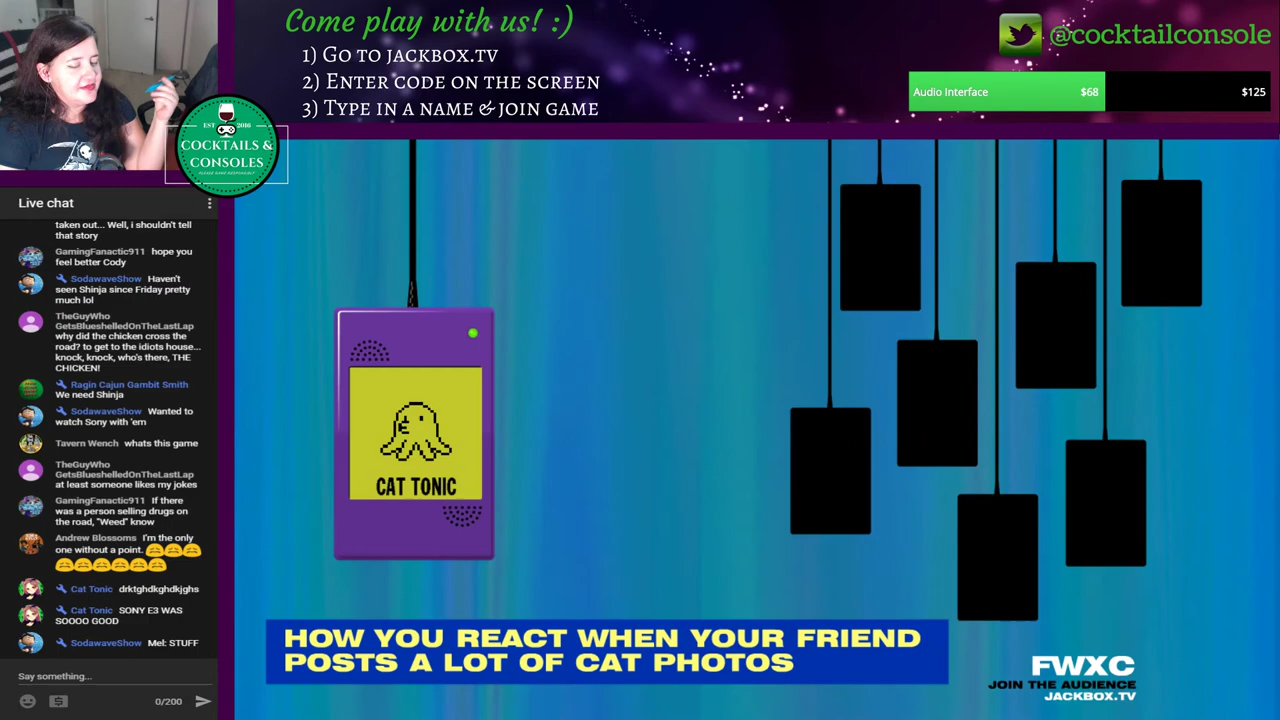 Come play with us! :)
1) Go to jackbox.tv
2) Enter code on the screen
3) Type in a name & join game
@cocktailconsole
Audio Interface $68 $125
EST 2016
COCKTAILS &
CONSOLES
PLEASE GAME RESPONSIBLY
Live chat
taken out... Well, i shouldn't tell
that story
GamingFanactic911 hope you
feel better Cody
SodawaveShow Haven't
seen Shinja since Friday pretty
much lol
TheGuyWho
GetsBlueshelledOnTheLastLap
why did the chicken cross the
road? to get to the idiots house...
knock, knock, who's there, THE
CHICKEN!
Ragin Cajun Gambit Smith
We need Shinja
SodawaveShow Wanted to
watch Sony with 'em
Tavern Wench whats this game
TheGuyWho
GetsBlueshelledOnTheLastLap
at least someone likes my jokes
GamingFanactic911 If there
was a person selling drugs on
the road, "Weed" know
Andrew Blossoms I'm the only
one without a point.
Cat Tonic drktghdkghdkjghs
Cat Tonic SONY E3 WAS
SOOOO GOOD
SodawaveShow Mel: STUFF
Say something...
0/200
CAT TONIC
HOW YOU REACT WHEN YOUR FRIEND
POSTS A LOT OF CAT PHOTOS
FWXC
JOIN THE AUDIENCE
JACKBOX.TV